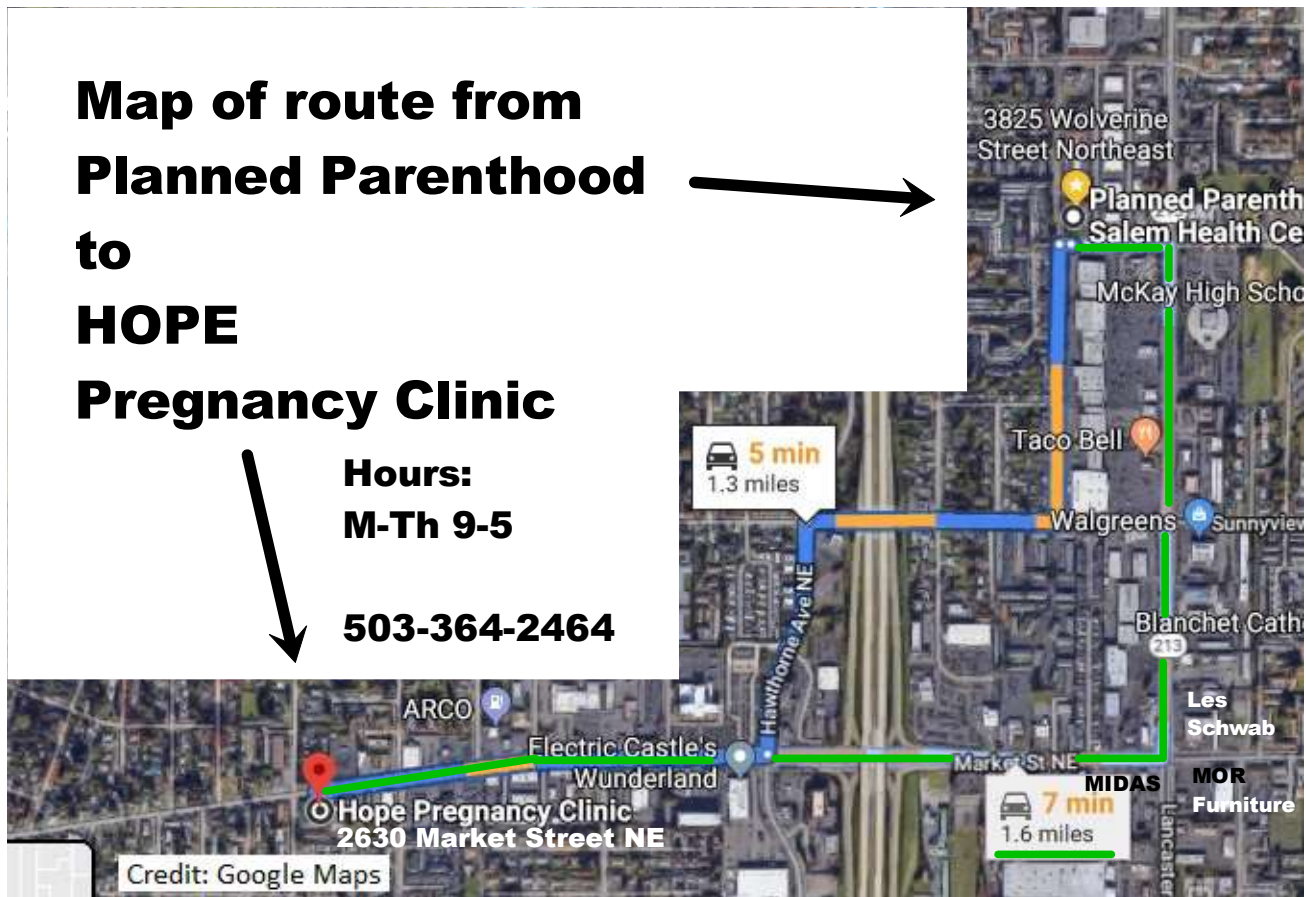 Map of route from
Planned Parenthood
to
HOPE
Pregnancy Clinic
Hours:
M-Th 9-5
503-364-2464
3825 Wolverine
Street Northeast
Planned Parenth
Salem Health Ce
McKay High Scho
Taco Bell
5 min
1.3 miles
Walgreens
Sunnyview
Hawthorne Ave NE
Blanchet Cath
213
Les
Schwab
ARCO
Electric Castle's
Wunderland
Market St NE
MIDAS
MOR
Furniture
7 min
1.6 miles
Lancaster
Hope Pregnancy Clinic
2630 Market Street NE
Credit: Google Maps